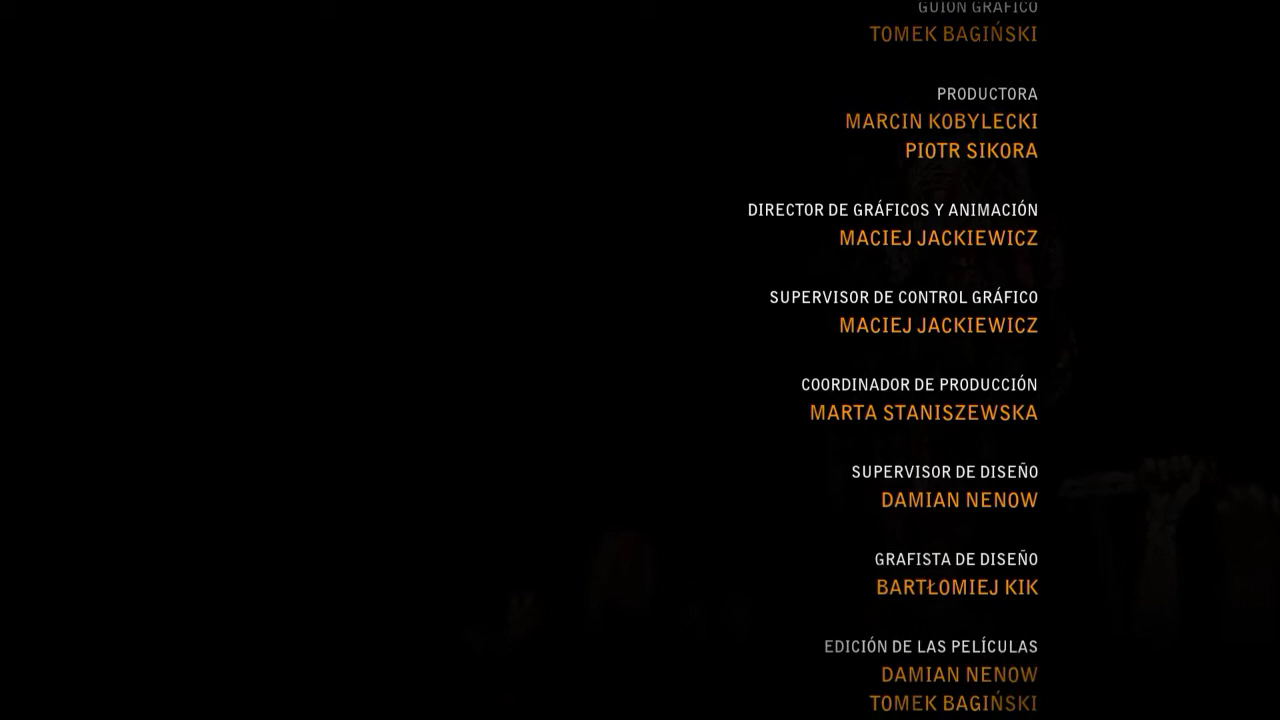 GUION GRÁFICO
TOMEK BAGIŃSKI
PRODUCTORA
MARCIN KOBYLECKI
PIOTR SIKORA
DIRECTOR DE GRÁFICOS Y ANIMACIÓN
MACIEJ JACKIEWICZ
SUPERVISOR DE CONTROL GRÁFICO
MACIEJ JACKIEWICZ
COORDINADOR DE PRODUCCIÓN
MARTA STANISZEWSKA
SUPERVISOR DE DISEÑO
DAMIAN NENOW
GRAFISTA DE DISEÑO
BARTŁOMIEJ KIK
EDICIÓN DE LAS PELÍCULAS
DAMIAN NENOW
TOMEK BAGIŃSKI